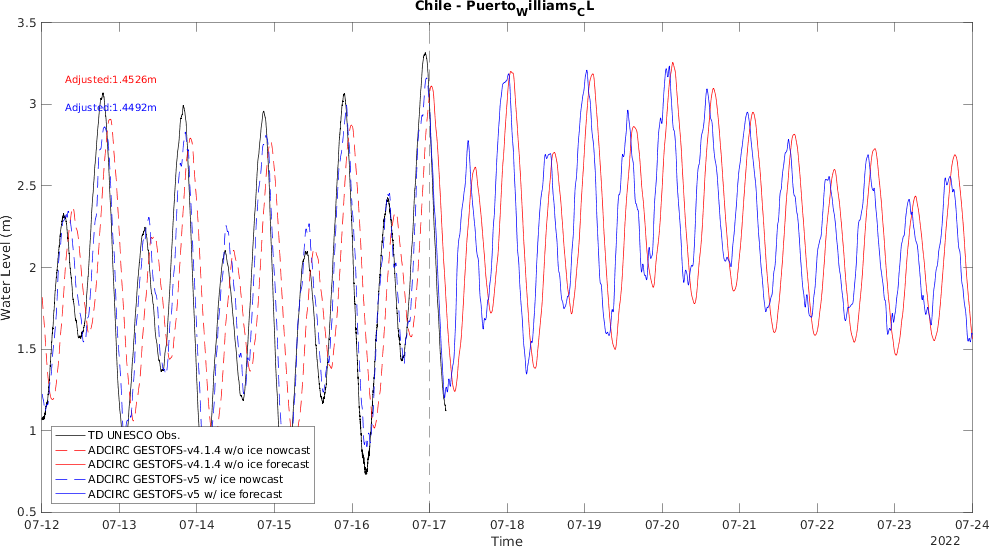 Chile - PuertoWilliamsCL
Adjusted:1.4526m
Adjusted:1.4492m
Water Level (m)
3.5
3
2.5
2
1.5
1
0.5
TD UNESCO Obs.
ADCIRC GESTOFS-v4.1.4 w/o ice nowcast
ADCIRC GESTOFS-v4.1.4 w/o ice forecast
ADCIRC GESTOFS-v5 w/ ice nowcast
ADCIRC GESTOFS-v5 w/ ice forecast
07-12 07-13 07-14 07-15 07-16 07-17 07-18 07-19 07-20 07-21 07-22 07-23 07-24
Time
2022